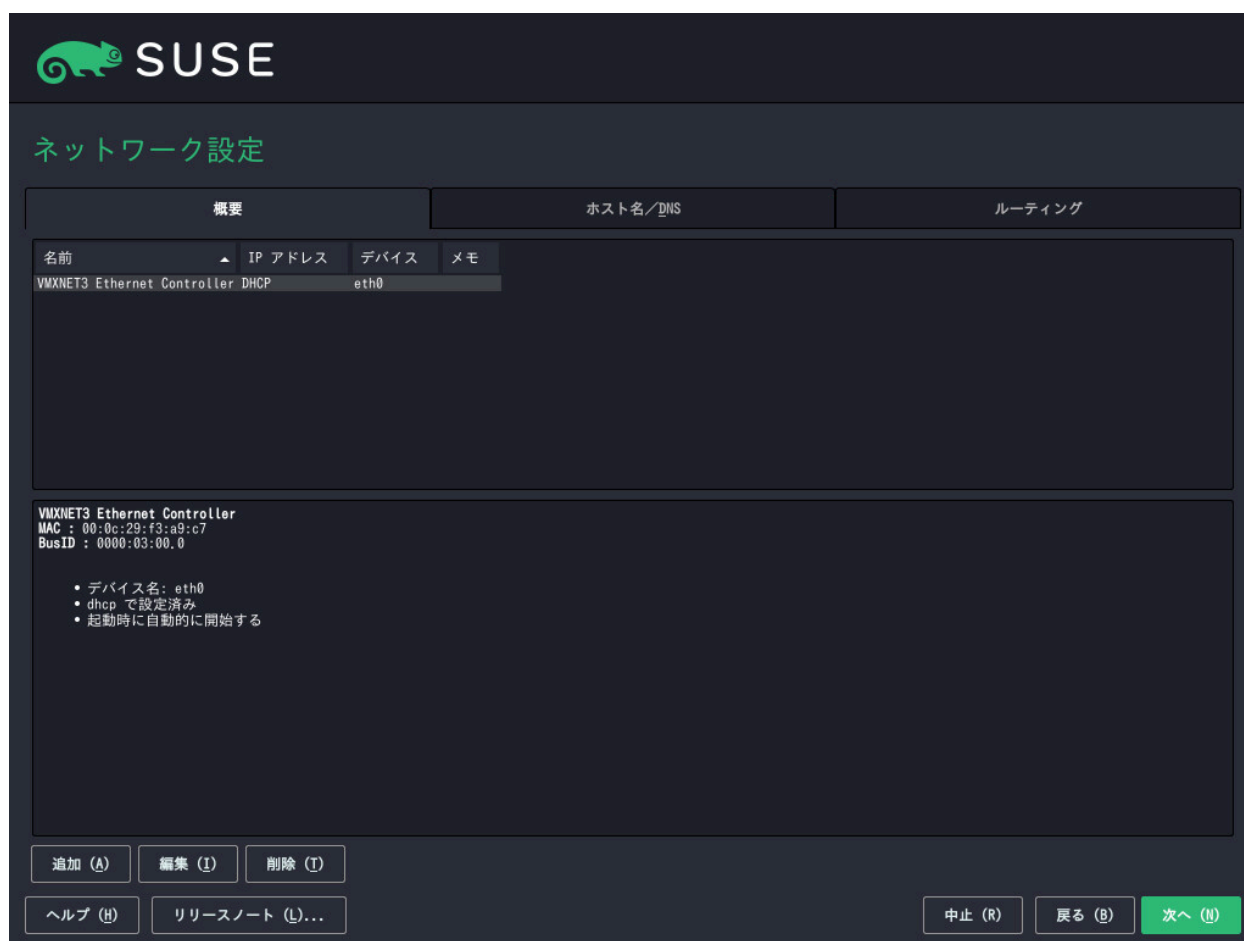 SUSE
ネットワーク設定
概要 ホスト名/DNS ルーティング
名前 IP アドレス デバイス メモ
VMXNET3 Ethernet Controller DHCP eth0
VMXNET3 Ethernet Controller
MAC : 00:0c:29:f3:a9:c7
BusID : 0000:03:00.0
• デバイス名: eth0
• dhcp で設定済み
• 起動時に自動的に開始する
追加 (A) 編集 (I) 削除 (T)
ヘルプ (H) リリースノート (L)... 中止 (R) 戻る (B) 次へ (N)